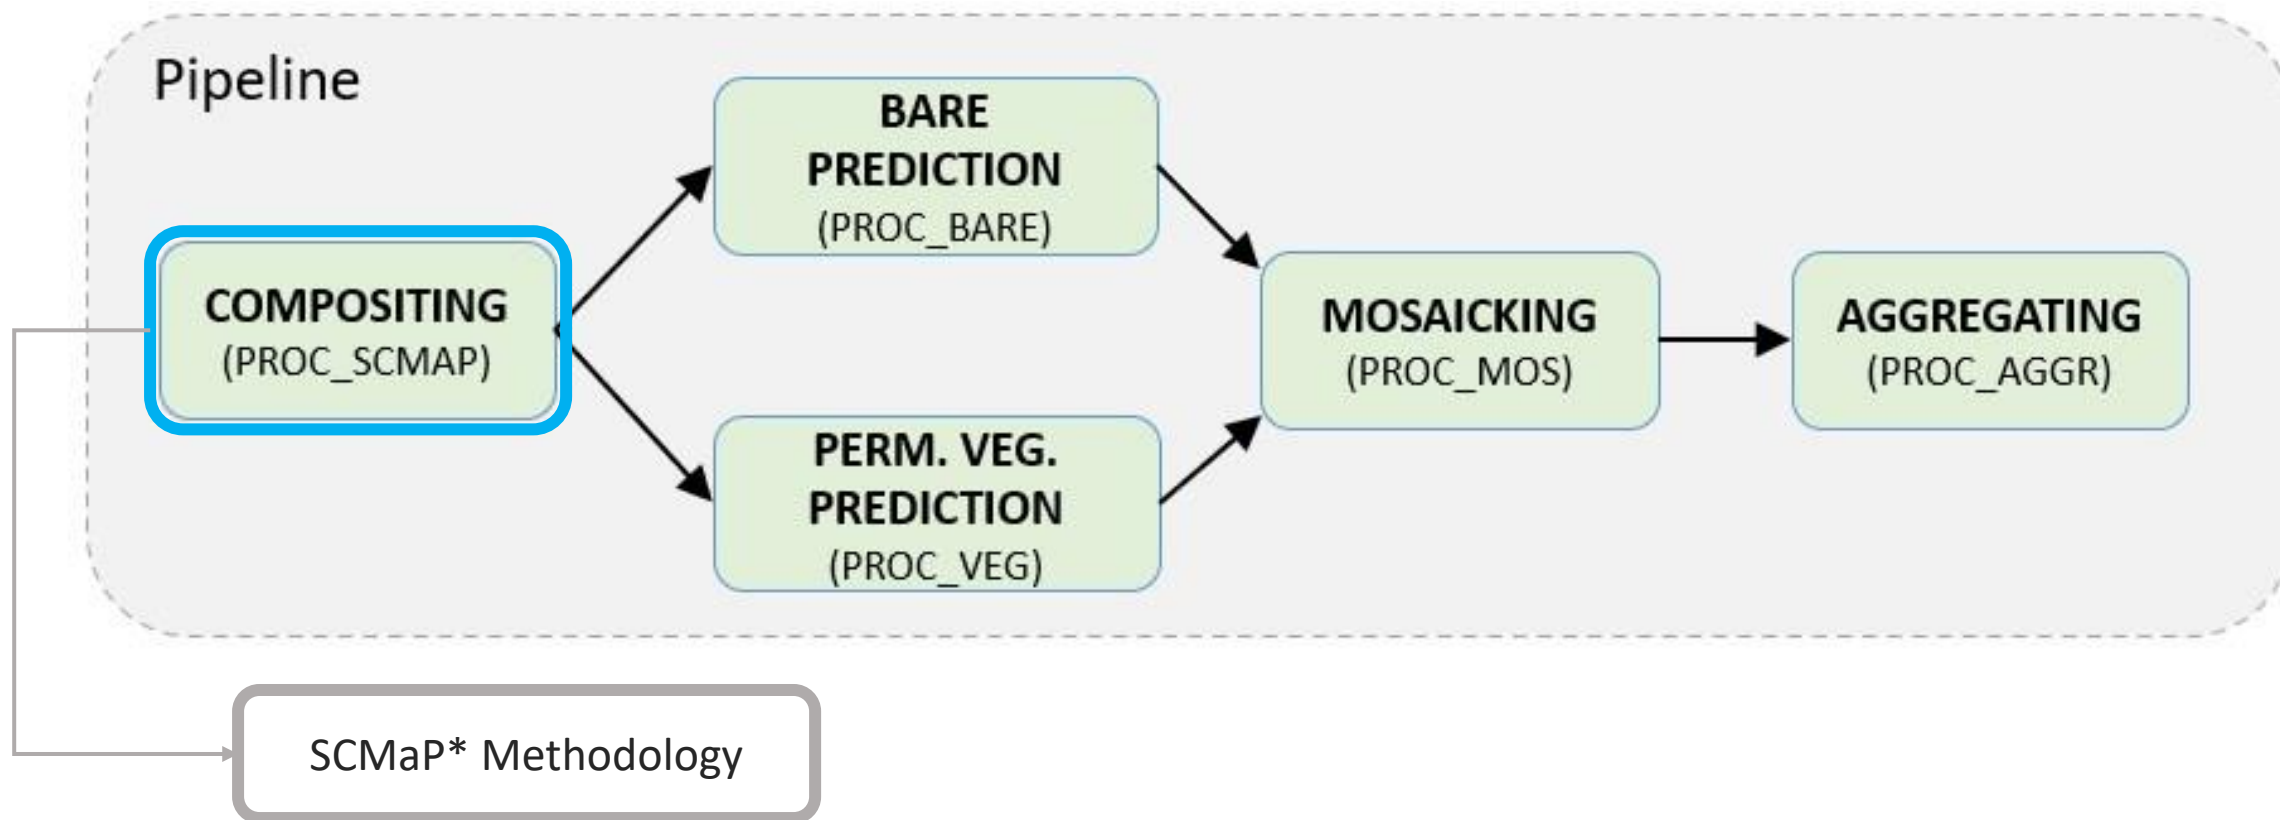 Pipeline
COMPOSITING
(PROC_SCMAP)
BARE
PREDICTION
(PROC_BARE)
PERM. VEG.
PREDICTION
(PROC_VEG)
MOSAICKING
(PROC_MOS)
AGGREGATING
(PROC_AGGR)
SCMaP* Methodology